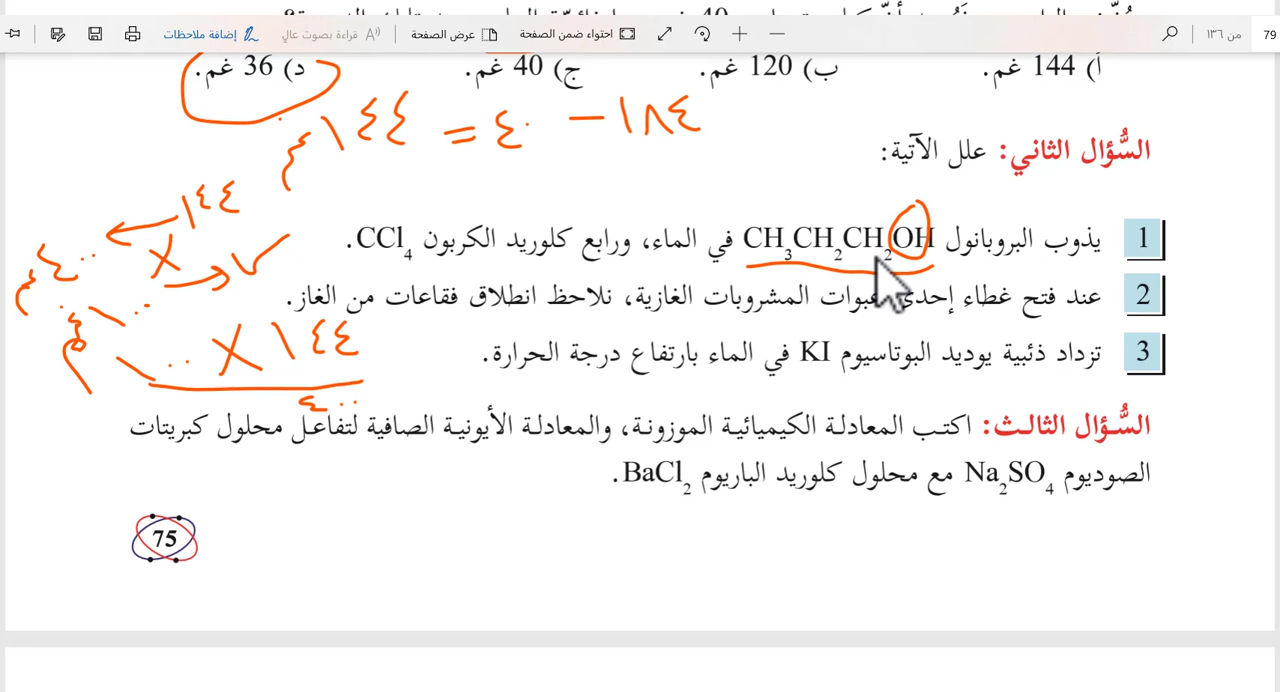 79 من ١٣٦ احتواء ضمن الصفحة عرض الصفحة قراءة بصوت عالٍ إضافة ملاحظات
أ) 144 غم. ب) 120 غم. ج) 40 غم. د) 36 غم.
١٨٤ − ٤٠ = ١٤٤ م
السُّؤال الثاني: علل الآتية:
١٤٤
1 يذوب البروبانول CH3CH2CH2OH في الماء، ورابع كلوريد الكربون CCl4.
X
2 عند فتح غطاء إحدى عبوات المشروبات الغازية، نلاحظ انطلاق فقاعات من الغاز.
3 تزداد ذئبية يوديد البوتاسيوم KI في الماء بارتفاع درجة الحرارة.
١٤٤ X
٤٠٠
السُّؤال الثالث: اكتب المعادلة الكيميائية الموزونة، والمعادلة الأيونية الصافية لتفاعل محلول كبريتات
الصوديوم Na2SO4 مع محلول كلوريد الباريوم BaCl2.
75